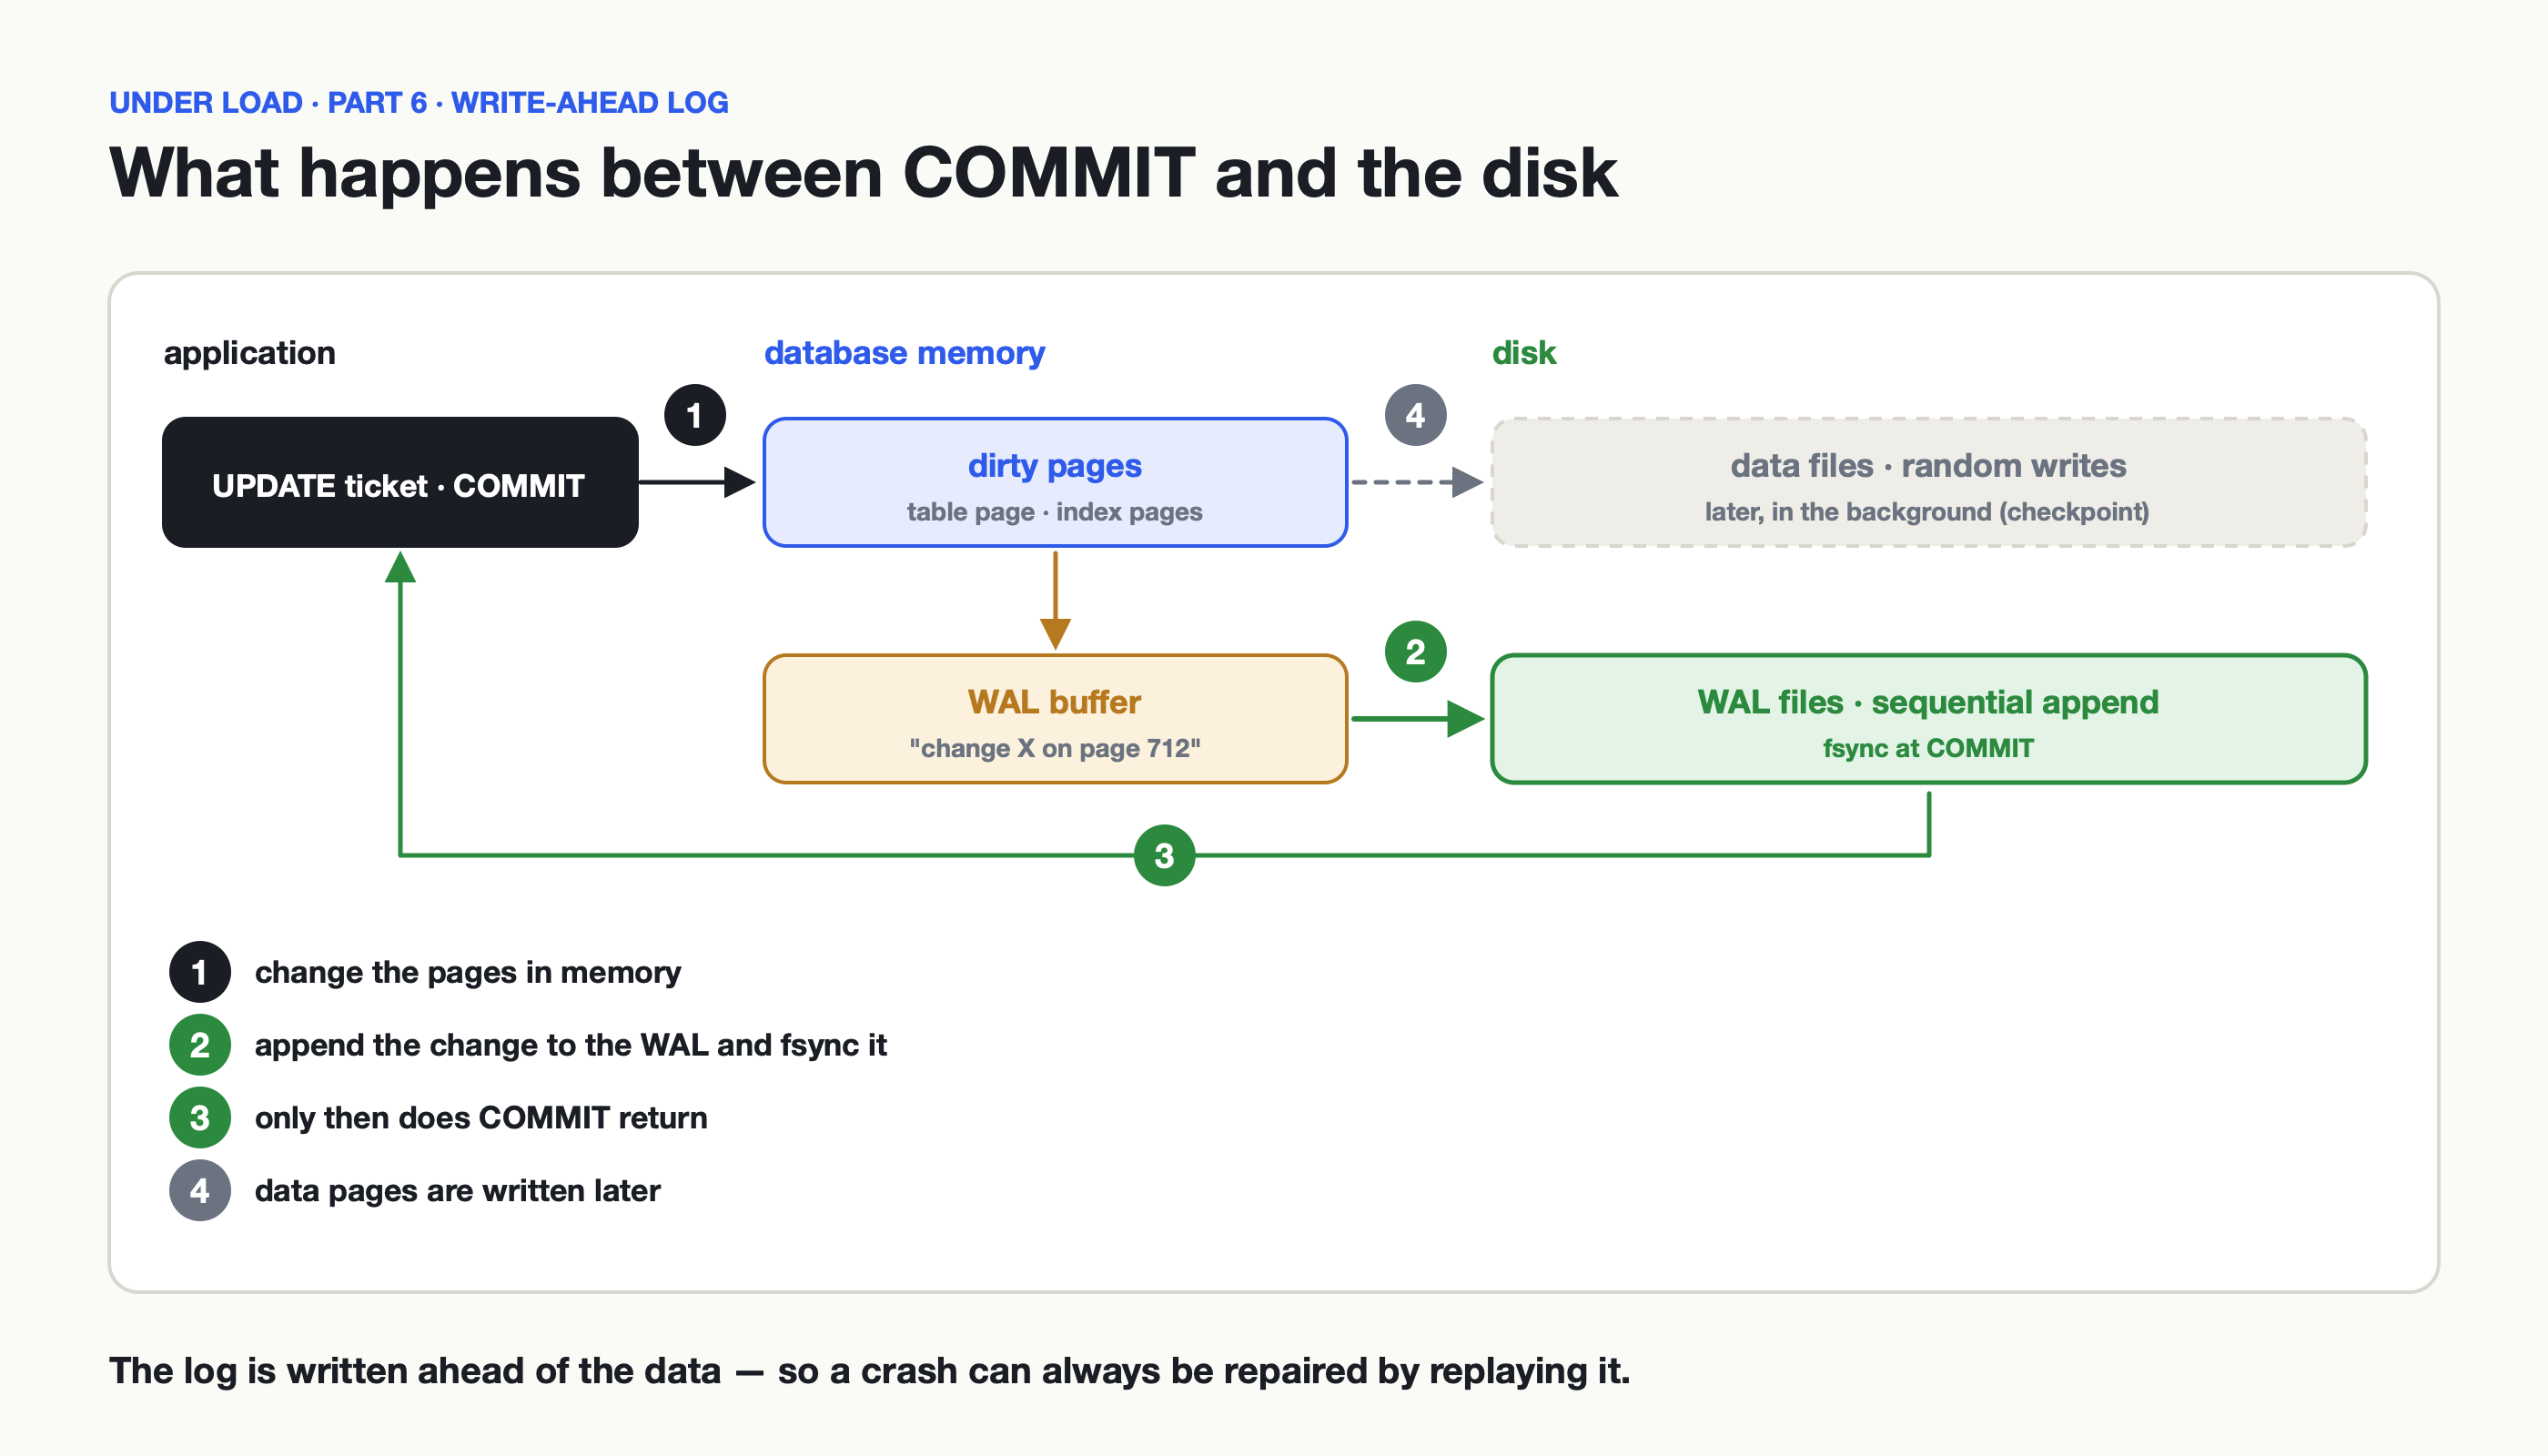 UNDER LOAD · PART 6 · WRITE-AHEAD LOG
What happens between COMMIT and the disk
application
database memory
disk
1
4
UPDATE ticket · COMMIT
dirty pages
table page · index pages
data files · random writes
later, in the background (checkpoint)
2
WAL buffer
"change X on page 712"
WAL files · sequential append
fsync at COMMIT
3
1 change the pages in memory
2 append the change to the WAL and fsync it
3 only then does COMMIT return
4 data pages are written later
The log is written ahead of the data — so a crash can always be repaired by replaying it.